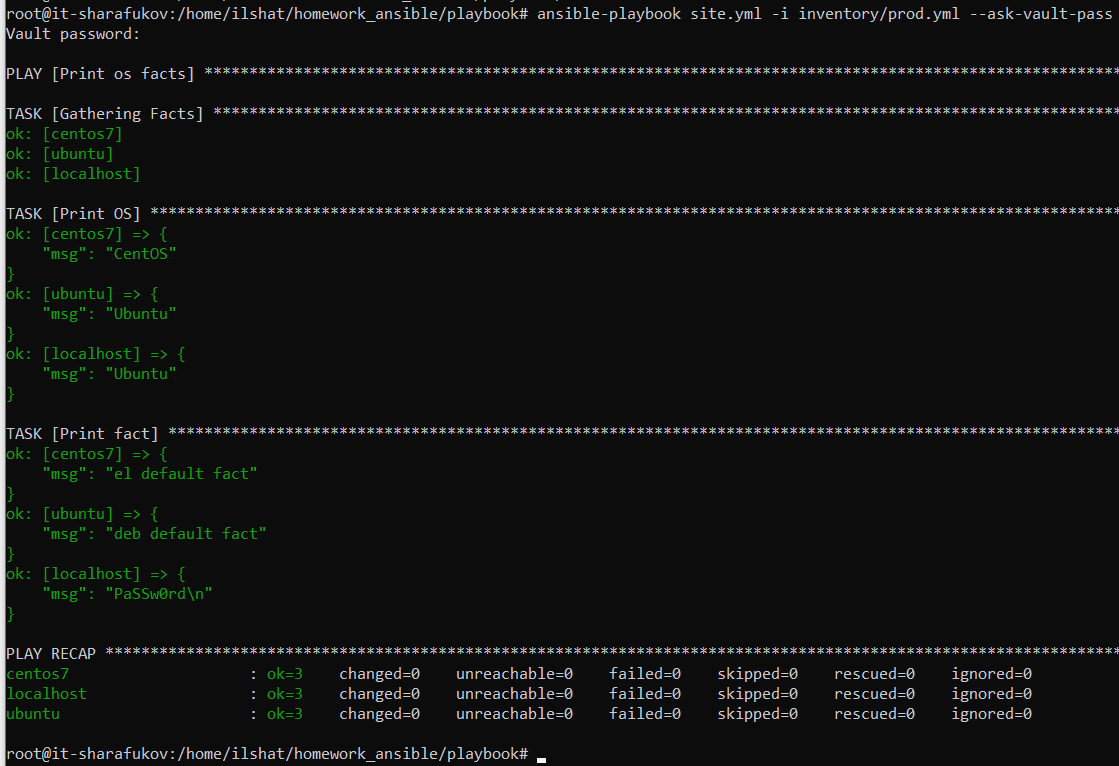 root@it-sharafukov:/home/ilshat/homework_ansible/playbook# ansible-playbook site.yml -i inventory/prod.yml --ask-vault-pass
Vault password:
PLAY [Print os facts] ******************************************************************************************************
TASK [Gathering Facts] *****************************************************************************************************
ok: [centos7]
ok: [ubuntu]
ok: [localhost]
TASK [Print OS] ************************************************************************************************************
ok: [centos7] => {
    "msg": "CentOS"
}
ok: [ubuntu] => {
    "msg": "Ubuntu"
}
ok: [localhost] => {
    "msg": "Ubuntu"
}
TASK [Print fact] **********************************************************************************************************
ok: [centos7] => {
    "msg": "el default fact"
}
ok: [ubuntu] => {
    "msg": "deb default fact"
}
ok: [localhost] => {
    "msg": "PaSSw0rd\n"
}
PLAY RECAP *****************************************************************************************************************
centos7                    : ok=3    changed=0    unreachable=0    failed=0    skipped=0    rescued=0    ignored=0
localhost                  : ok=3    changed=0    unreachable=0    failed=0    skipped=0    rescued=0    ignored=0
ubuntu                     : ok=3    changed=0    unreachable=0    failed=0    skipped=0    rescued=0    ignored=0
root@it-sharafukov:/home/ilshat/homework_ansible/playbook#